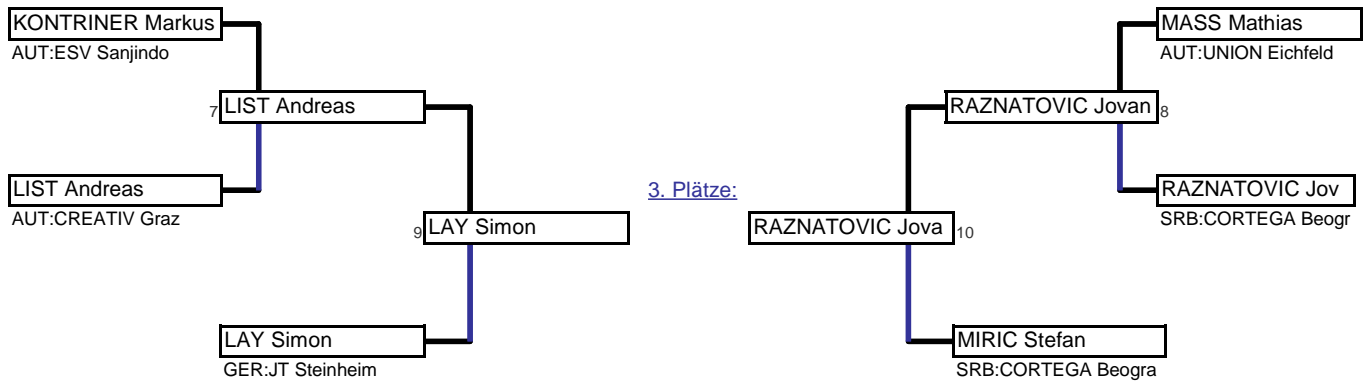 KONTRINER Markus
AUT:ESV Sanjindo
7 LIST Andreas
LIST Andreas
AUT:CREATIV Graz
9 LAY Simon
LAY Simon
GER:JT Steinheim
3. Plätze:
MASS Mathias
AUT:UNION Eichfeld
RAZNATOVIC Jovan 8
RAZNATOVIC Jov
SRB:CORTEGA Beogr
RAZNATOVIC Jova 10
MIRIC Stefan
SRB:CORTEGA Beogra